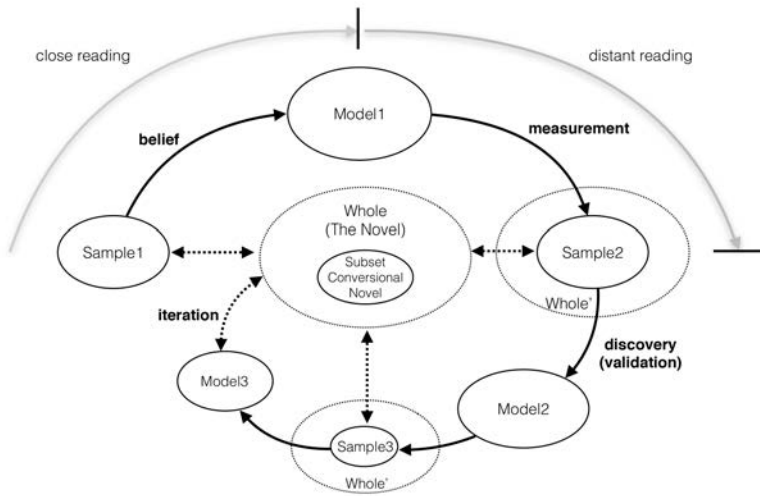 close reading
distant reading
Model1
belief
measurement
Whole
(The Novel)
Sample1
Subset
Conversional
Novel
Sample2
Whole'
iteration
discovery
(validation)
Model3
Model2
Sample3
Whole'